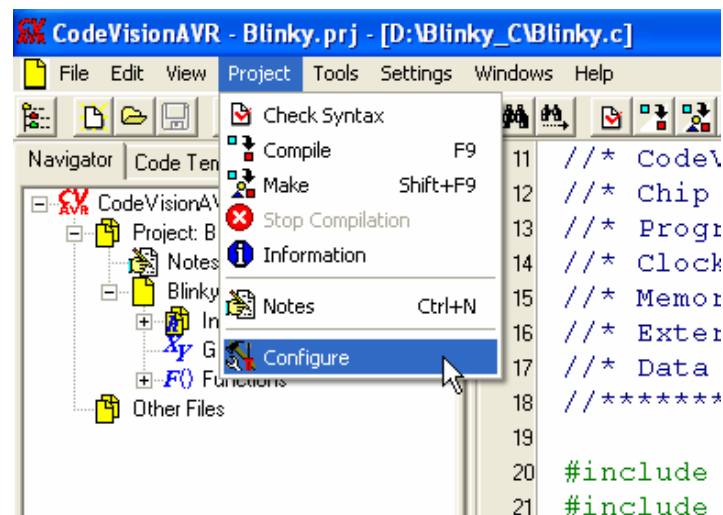 CodeVisionAVR - Blinky.prj - [D:\Blinky_C\Blinky.c]
File Edit View Project Tools Settings Windows Help
Navigator Code Ten
CodeVisionAV
Project: B
Notes
Blinky
In
G
Functions
Other Files
Check Syntax
Compile F9
Make Shift+F9
Stop Compilation
Information
Notes Ctrl+N
Configure
11 //* CodeV
12 //* Chip
13 //* Progr
14 //* Clock
15 //* Memor
16 //* Exter
17 //* Data
18 //*******
19
20 #include
21 #include